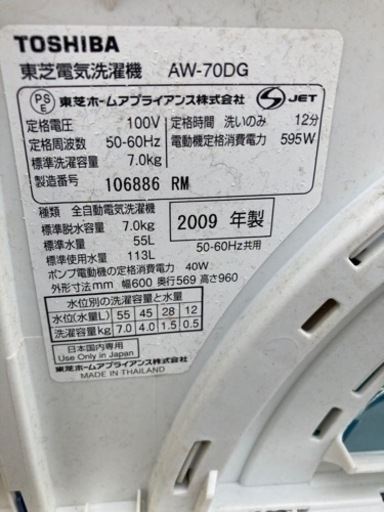 TOSHIBA
東芝電気洗濯機 AW-70DG
PS E 東芝ホームアプライアンス株式会社 S JET
定格電圧 100V 定格時間 洗いのみ 12分
定格周波数 50-60Hz 電動機定格消費電力 595W
標準洗濯容量 7.0kg
製造番号 106886 RM
種類 全自動電気洗濯機
標準脱水容量 7.0kg 2009 年製
標準水量 55L
標準使用水量 113L 50-60Hz共用
ポンプ電動機の定格消費電力 40W
外形寸法mm 幅600 奥行569 高さ960
水位別の洗濯容量と水量
水位(水量L) 55 45 28 12
洗濯容量kg 7.0 4.0 1.5 0.5
日本国内専用
Use Only in Japan
東芝ホームアプライアンス株式会社
MADE IN THAILAND